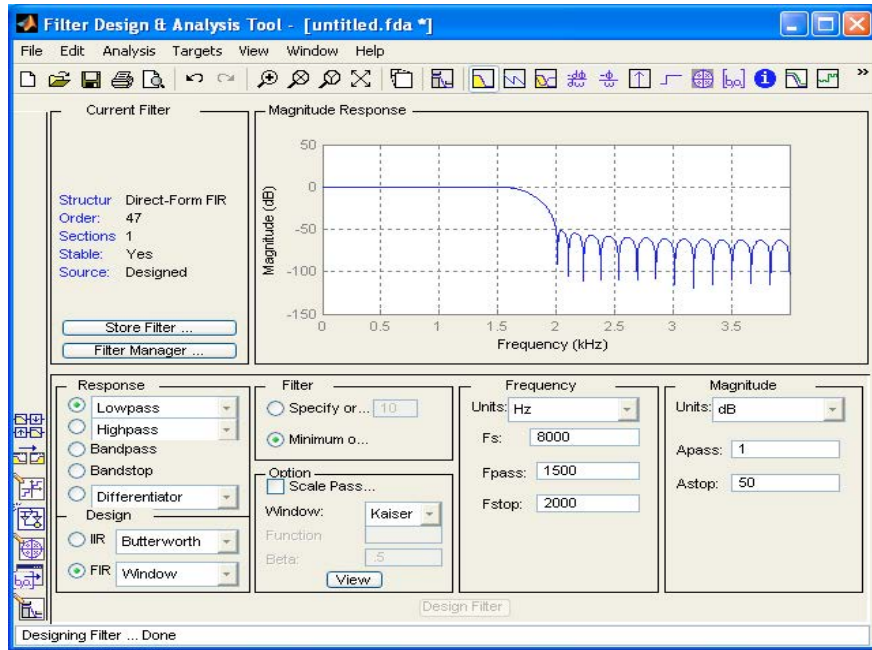 Filter Design & Analysis Tool - [untitled.fda *]
File Edit Analysis Targets View Window Help
Current Filter
Structur Direct-Form FIR
Order: 47
Sections 1
Stable: Yes
Source: Designed
Store Filter ...
Filter Manager ...
Magnitude Response
Magnitude (dB)
50
0
-50
-100
-150
0 0.5 1 1.5 2 2.5 3 3.5
Frequency (kHz)
Response
Lowpass
Highpass
Bandpass
Bandstop
Differentiator
Design
IIR Butterworth
FIR Window
Filter
Specify or... 10
Minimum o...
Option
Scale Pass...
Window: Kaiser
Function
Beta: .5
View
Frequency
Units: Hz
Fs: 8000
Fpass: 1500
Fstop: 2000
Magnitude
Units: dB
Apass: 1
Astop: 50
Design Filter
Designing Filter ... Done